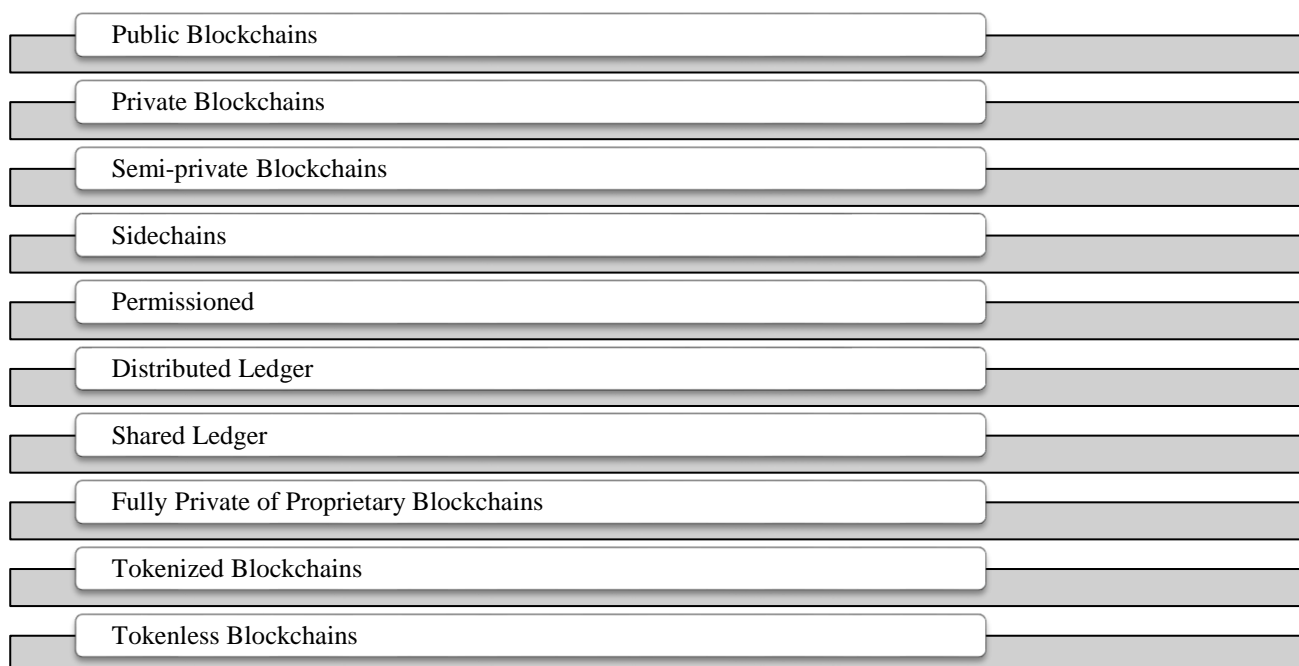 Public Blockchains
Private Blockchains
Semi-private Blockchains
Sidechains
Permissioned
Distributed Ledger
Shared Ledger
Fully Private of Proprietary Blockchains
Tokenized Blockchains
Tokenless Blockchains